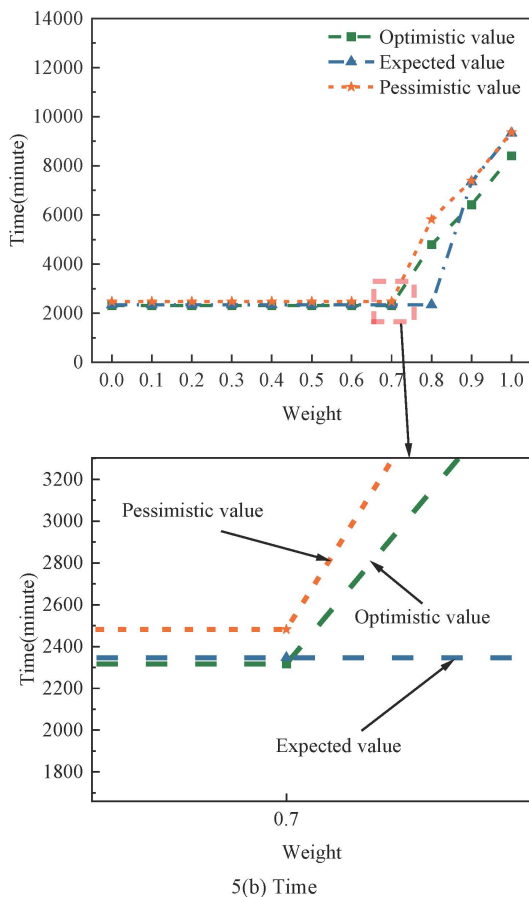 14000
12000
10000
8000
6000
4000
2000
0
Time(minute)
Optimistic value
Expected value
Pessimistic value
0.0 0.1 0.2 0.3 0.4 0.5 0.6 0.7 0.8 0.9 1.0
Weight
3200
3000
2800
2600
2400
2200
2000
1800
Time(minute)
Pessimistic value
Optimistic value
Expected value
0.7
Weight
5(b) Time